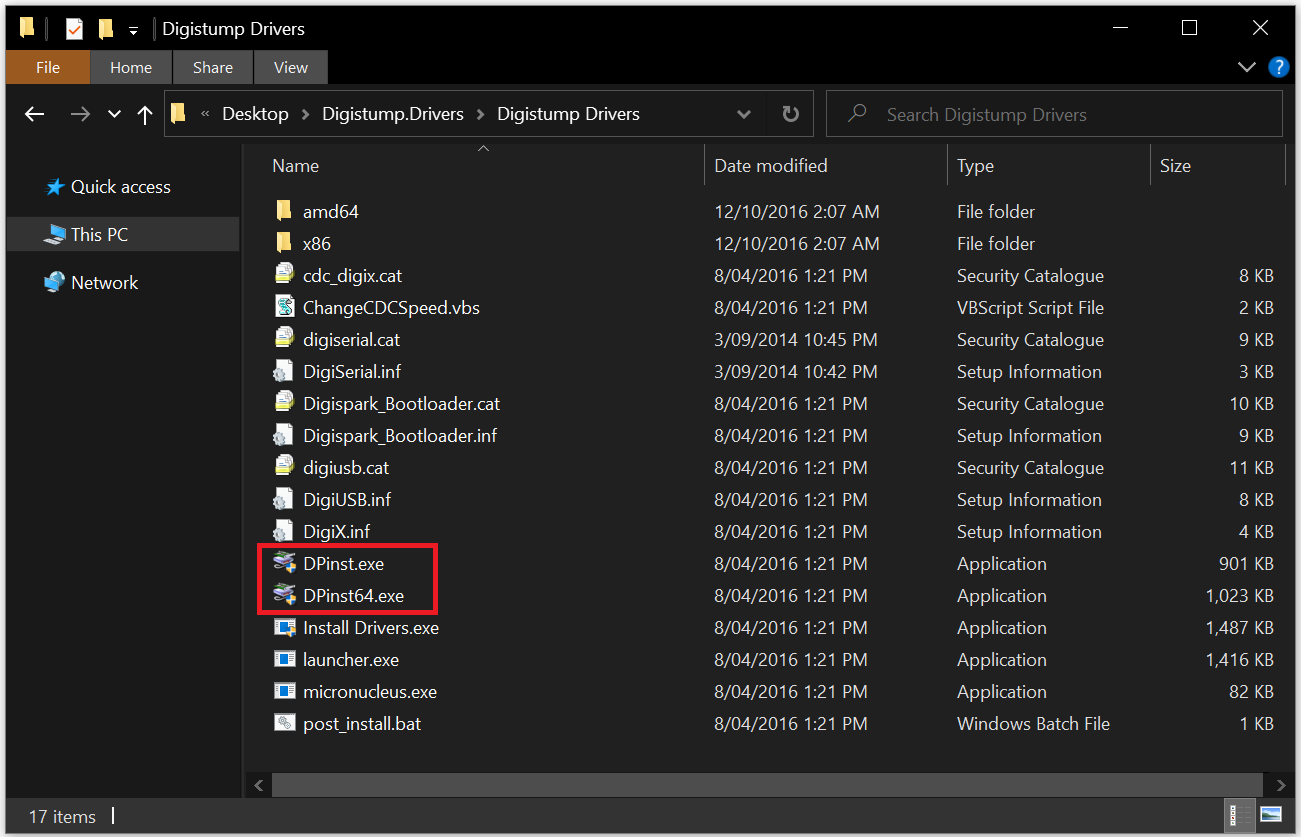 Digistump Drivers
File Home Share View
?
« Desktop > Digistump.Drivers > Digistump Drivers Search Digistump Drivers
Quick access
This PC
Network
Name Date modified Type Size
amd64 12/10/2016 2:07 AM File folder
x86 12/10/2016 2:07 AM File folder
cdc_digix.cat 8/04/2016 1:21 PM Security Catalogue 8 KB
ChangeCDCSpeed.vbs 8/04/2016 1:21 PM VBScript Script File 2 KB
digiserial.cat 3/09/2014 10:45 PM Security Catalogue 9 KB
DigiSerial.inf 3/09/2014 10:42 PM Setup Information 3 KB
Digispark_Bootloader.cat 8/04/2016 1:21 PM Security Catalogue 10 KB
Digispark_Bootloader.inf 8/04/2016 1:21 PM Setup Information 9 KB
digiusb.cat 8/04/2016 1:21 PM Security Catalogue 11 KB
DigiUSB.inf 8/04/2016 1:21 PM Setup Information 8 KB
DigiX.inf 8/04/2016 1:21 PM Setup Information 4 KB
DPinst.exe 8/04/2016 1:21 PM Application 901 KB
DPinst64.exe 8/04/2016 1:21 PM Application 1,023 KB
Install Drivers.exe 8/04/2016 1:21 PM Application 1,487 KB
launcher.exe 8/04/2016 1:21 PM Application 1,416 KB
micronucleus.exe 8/04/2016 1:21 PM Application 82 KB
post_install.bat 8/04/2016 1:21 PM Windows Batch File 1 KB
17 items